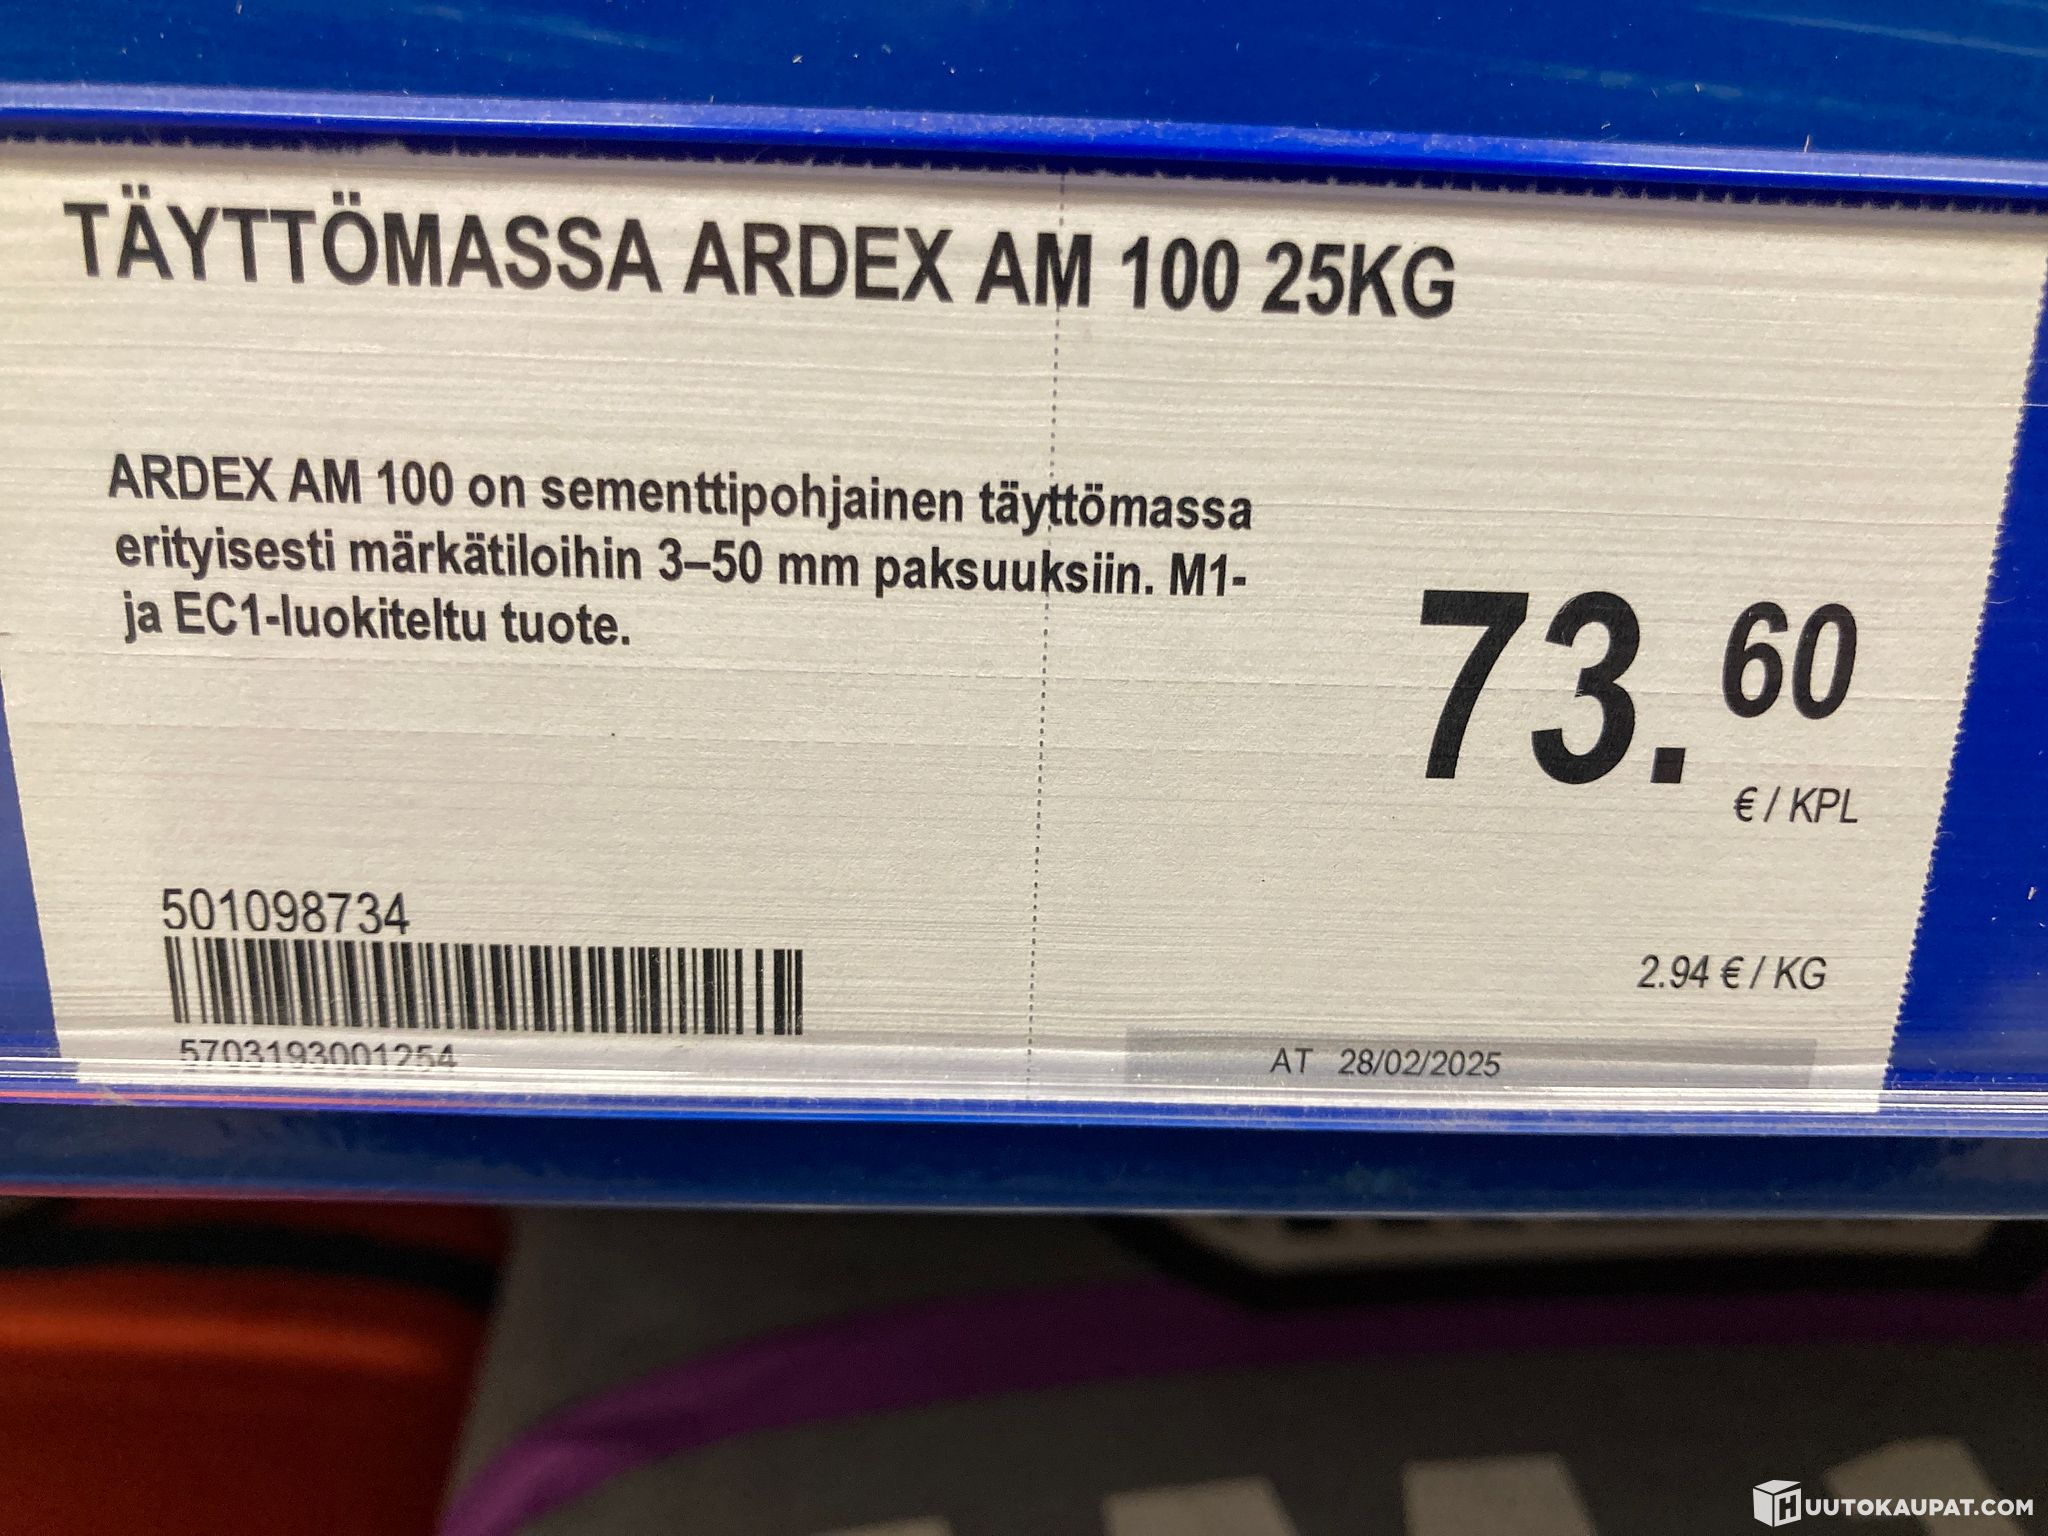 TÄYTTÖMASSA ARDEX AM 100 25KG
ARDEX AM 100 on sementtipohjainen täyttömassa
erityisesti märkätiloihin 3–50 mm paksuuksiin. M1-
ja EC1-luokiteltu tuote.
73.60
€ / KPL
501098734
2.94 € / KG
5703193001254
AT 28/02/2025
HUUTOKAUPAT.COM